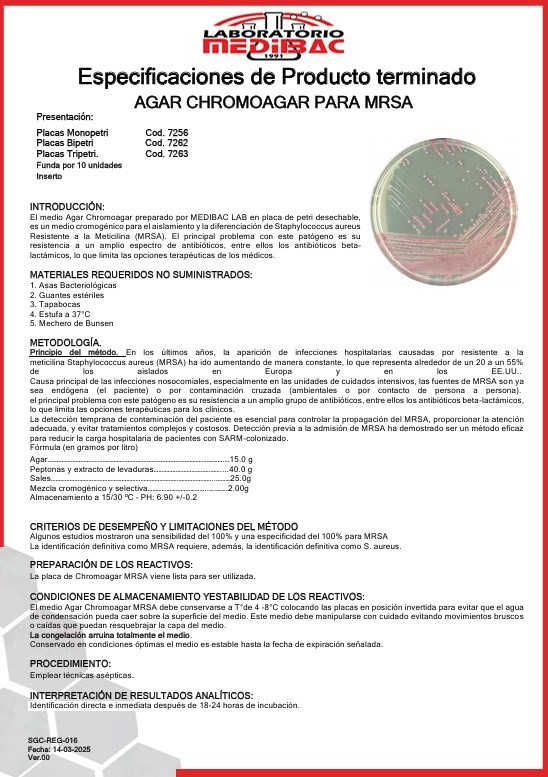 LABORATORIO
MEDIBAC
1991
Especificaciones de Producto terminado
AGAR CHROMOAGAR PARA MRSA
Presentación:
Placas Monopetri Cod. 7256
Placas Bipetri Cod. 7262
Placas Tripetri. Cod. 7263
Funda por 10 unidades
Inserto
INTRODUCIÓN:
El medio Agar Chromoagar preparado por MEDIBAC LAB en placa de petri desechable,
es un medio cromogénico para el aislamiento y la diferenciación de Staphylococcus aureus
Resistente a la Meticilina (MRSA). El principal problema con este patógeno es su
resistencia a un amplio espectro de antibióticos, entre ellos los antibióticos beta-
lactámicos, lo que limita las opciones terapéuticas de los médicos.
MATERIALES REQUERIDOS NO SUMINISTRADOS:
1. Asas Bacteriológicas
2. Guantes estériles
3. Tapabocas
4. Estufa a 37°C
5. Mechero de Bunsen
METODOLOGÍA.
Principio del método. En los últimos años, la aparición de infecciones hospitalarias causadas por resistente a la
meticilina Staphylococcus aureus (MRSA) ha ido aumentando de manera constante, lo que representa alrededor de un 20 a un 55%
de los aislados en Europa y en los EE.UU..
Causa principal de las infecciones nosocomiales, especialmente en las unidades de cuidados intensivos, las fuentes de MRSA son ya
sea endógena (el paciente) o por contaminación cruzada (ambientales o por contacto de persona a persona).
el principal problema con este patógeno es su resistencia a un amplio grupo de antibióticos, entre ellos los antibióticos beta-lactámicos,
lo que limita las opciones terapéuticas para los clínicos.
La detección temprana de contaminación del paciente es esencial para controlar la propagación del MRSA, proporcionar la atención
adecuada, y evitar tratamientos complejos y costosos. Detección previa a la admisión de MRSA ha demostrado ser un método eficaz
para reducir la carga hospitalaria de pacientes con SARM-colonizado.
Fórmula (en gramos por litro)
Agar..........................................................................15.0 g
Peptonas y extracto de levaduras.........................40.0 g
Sales...........................................................................25.0g
Mezcla cromogénico y selectiva............................2.00g
Almacenamiento a 15/30 ºC - PH: 6.90 +/-0.2
CRITERIOS DE DESEMPEÑO Y LIMITACIONES DEL MÉTODO
Algunos estudios mostraron una sensibilidad del 100% y una especificidad del 100% para MRSA
La identificación definitiva como MRSA requiere, además, la identificación definitiva como S. aureus.
PREPARACIÓN DE LOS REACTIVOS:
La placa de Chromoagar MRSA viene lista para ser utilizada.
CONDICIONES DE ALMACENAMIENTO YESTABILIDAD DE LOS REACTIVOS:
El medio Agar Chromoagar MRSA debe conservarse a T°de 4 -8°C colocando las placas en posición invertida para evitar que el agua
de condensación pueda caer sobre la superficie del medio. Este medio debe manipularse con cuidado evitando movimientos bruscos
o caídas que puedan resquebrajar la capa del medio.
La congelación arruina totalmente el medio.
Conservado en condiciones óptimas el medio es estable hasta la fecha de expiración señalada.
PROCEDIMIENTO:
Emplear técnicas asépticas.
INTERPRETACIÓN DE RESULTADOS ANALÍTICOS:
Identificación directa e inmediata después de 18-24 horas de incubación.
SGC-REG-016
Fecha: 14-03-2025
Ver.00